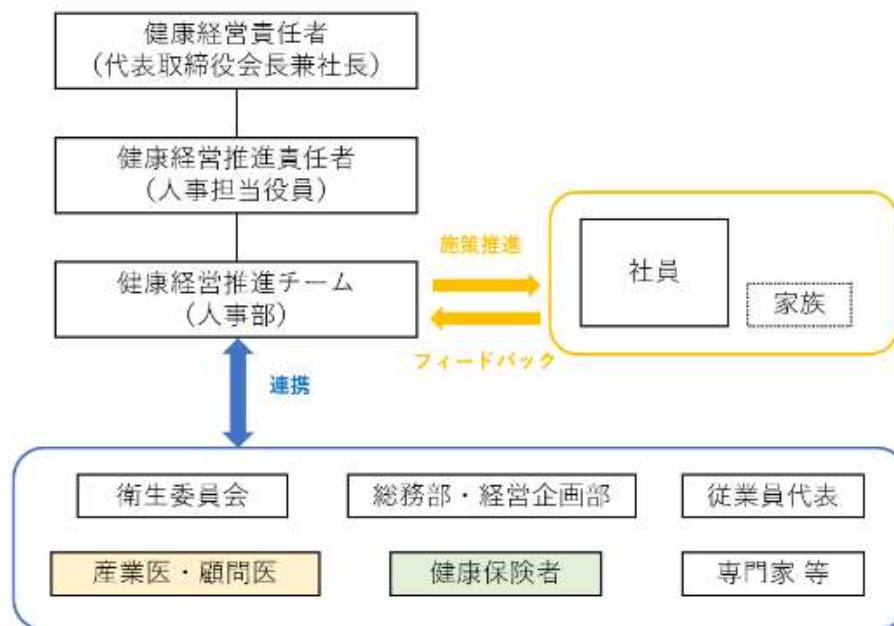 健康経営責任者
(代表取締役会長兼社長)
健康経営推進責任者
(人事担当役員)
健康経営推進チーム
(人事部)
施策推進
フィードバック
社員
家族
連携
衛生委員会
総務部・経営企画部
従業員代表
産業医・顧問医
健康保険者
専門家 等